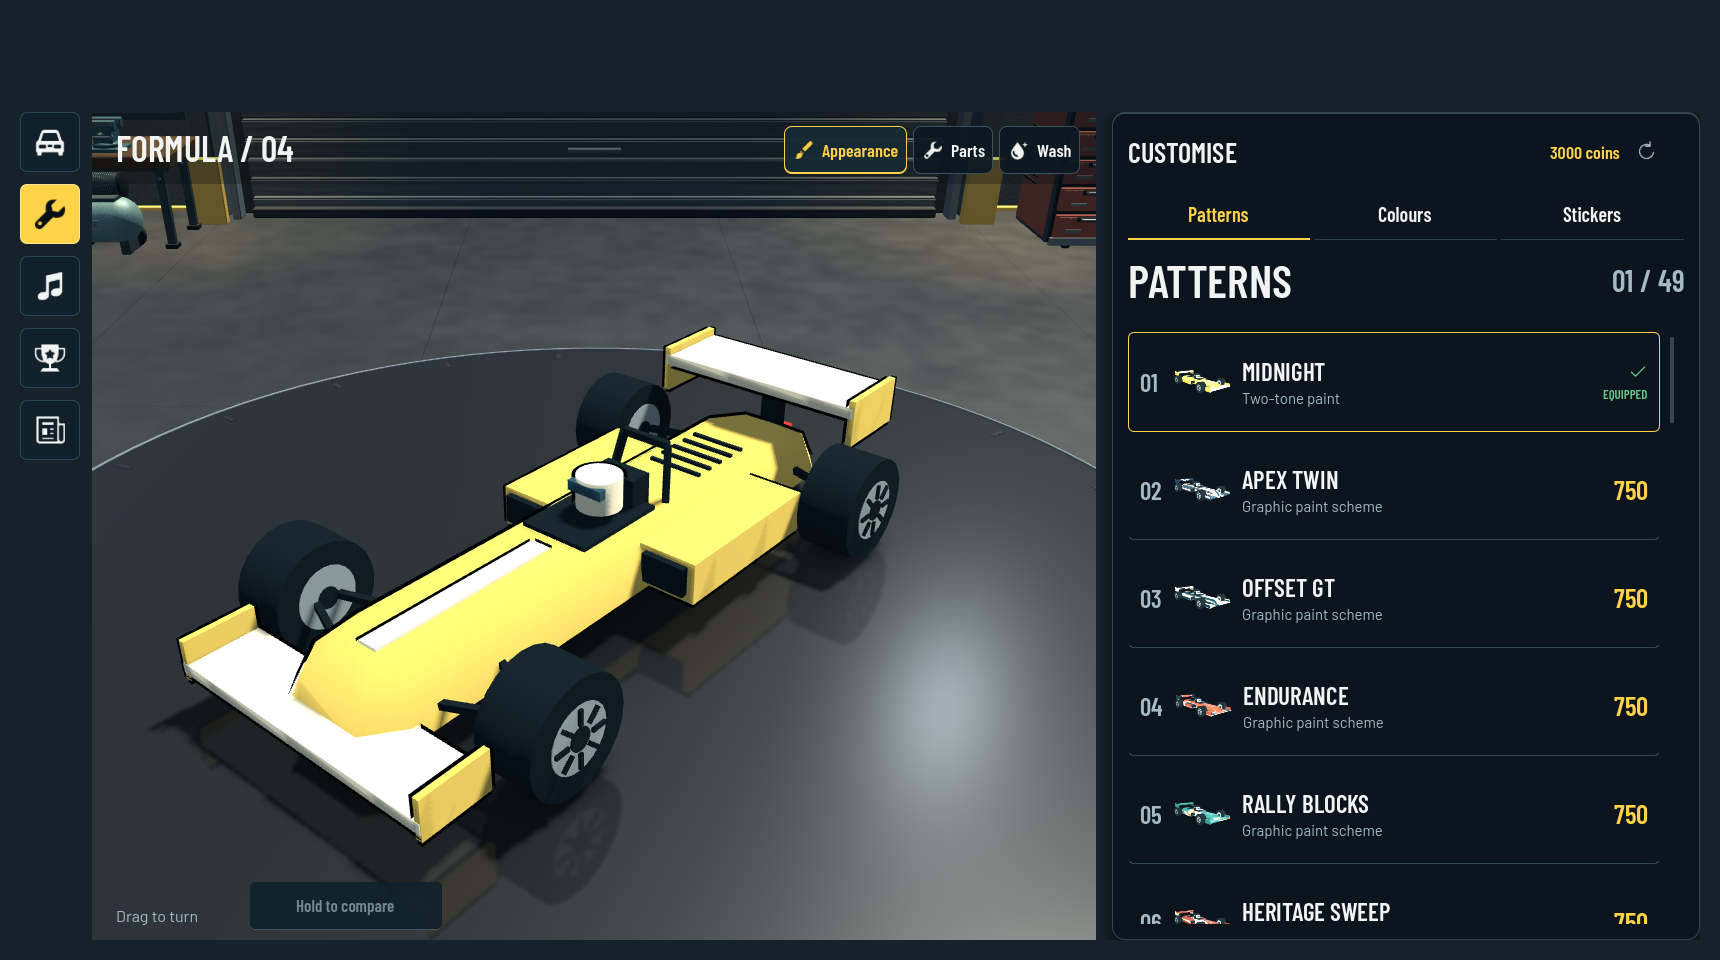 FORMULA / 04
Appearance
Parts
Wash
Drag to turn
Hold to compare
CUSTOMISE
3000 coins
Patterns
Colours
Stickers
PATTERNS
01 / 49
01
MIDNIGHT
Two-tone paint
EQUIPPED
02
APEX TWIN
Graphic paint scheme
750
03
OFFSET GT
Graphic paint scheme
750
04
ENDURANCE
Graphic paint scheme
750
05
RALLY BLOCKS
Graphic paint scheme
750
06
HERITAGE SWEEP
750